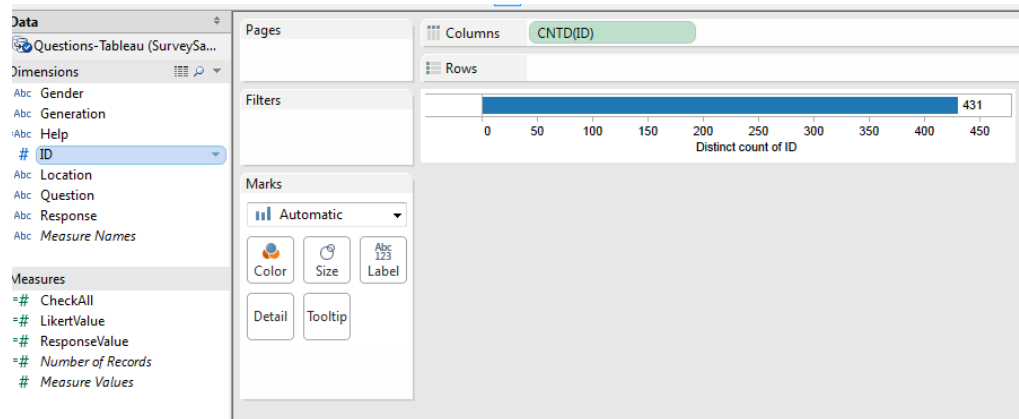 Data
Questions-Tableau (SurveySa...
Dimensions
Abc Gender
Abc Generation
=Abc Help
# ID
Abc Location
Abc Question
Abc Response
Abc Measure Names
Measures
=# CheckAll
=# LikertValue
=# ResponseValue
=# Number of Records
# Measure Values
Pages
Filters
Marks
Automatic
Color
Size
Abc
123
Label
Detail
Tooltip
Columns
CNTD(ID)
Rows
431
0 50 100 150 200 250 300 350 400 450
Distinct count of ID